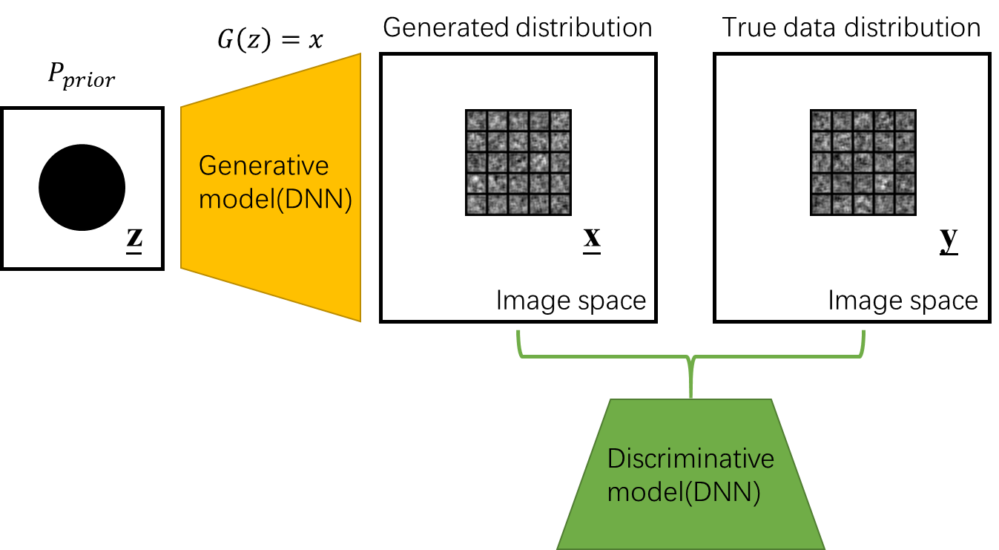 P_prior
z
G(z) = x
Generative
model(DNN)
Generated distribution
x
Image space
True data distribution
y
Image space
Discriminative
model(DNN)